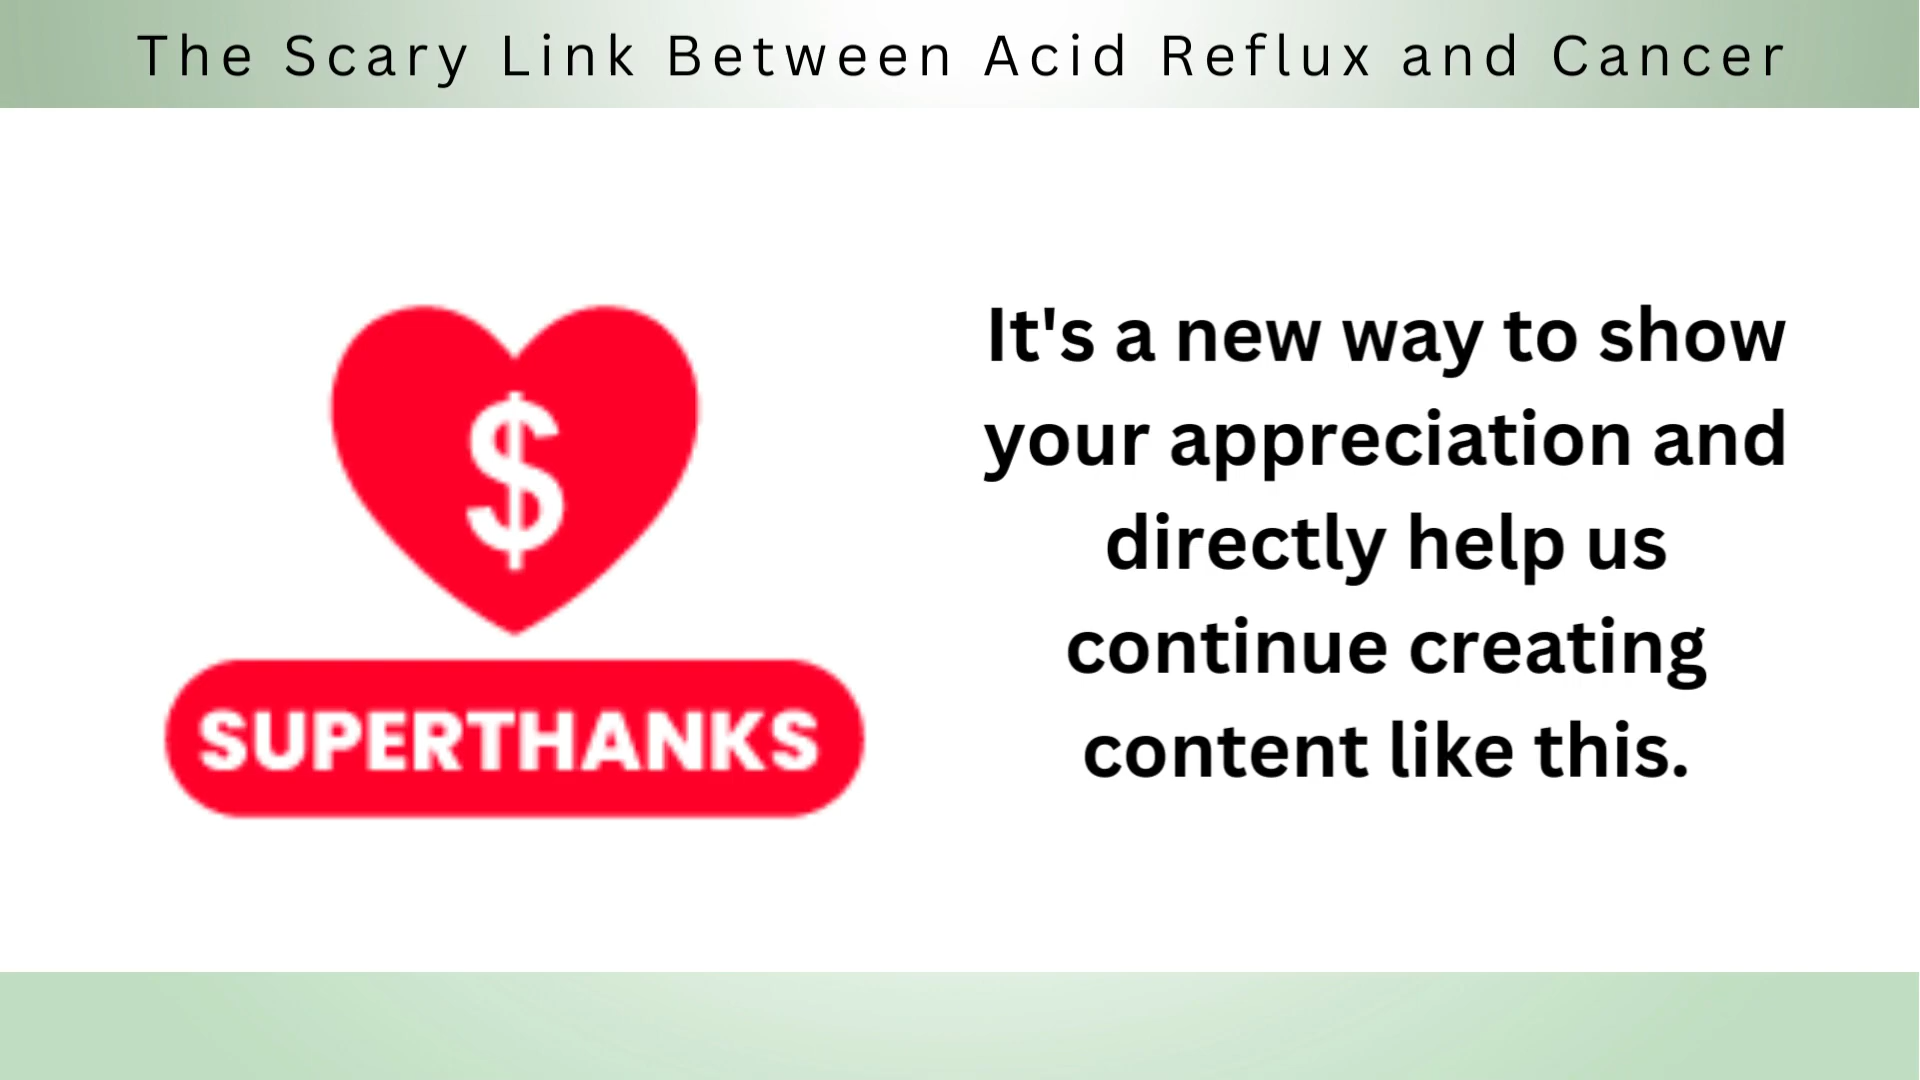 The Scary Link Between Acid Reflux and Cancer
$
SUPERTHANKS
It's a new way to show
your appreciation and
directly help us
continue creating
content like this.